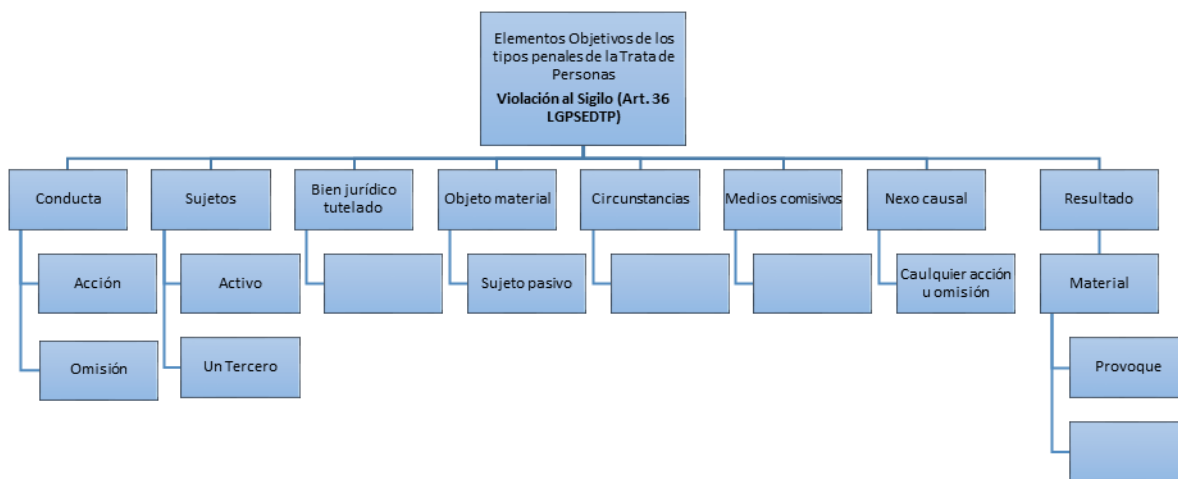 Elementos Objetivos de los
tipos penales de la Trata de
Personas
Violación al Sigilo (Art. 36
LGPSEDTP)
Conducta
Sujetos
Bien jurídico
tutelado
Objeto material
Circunstancias
Medios comisivos
Nexo causal
Resultado
Acción
Activo
Sujeto pasivo
Caulquier acción
u omisión
Material
Omisión
Un Tercero
Provoque